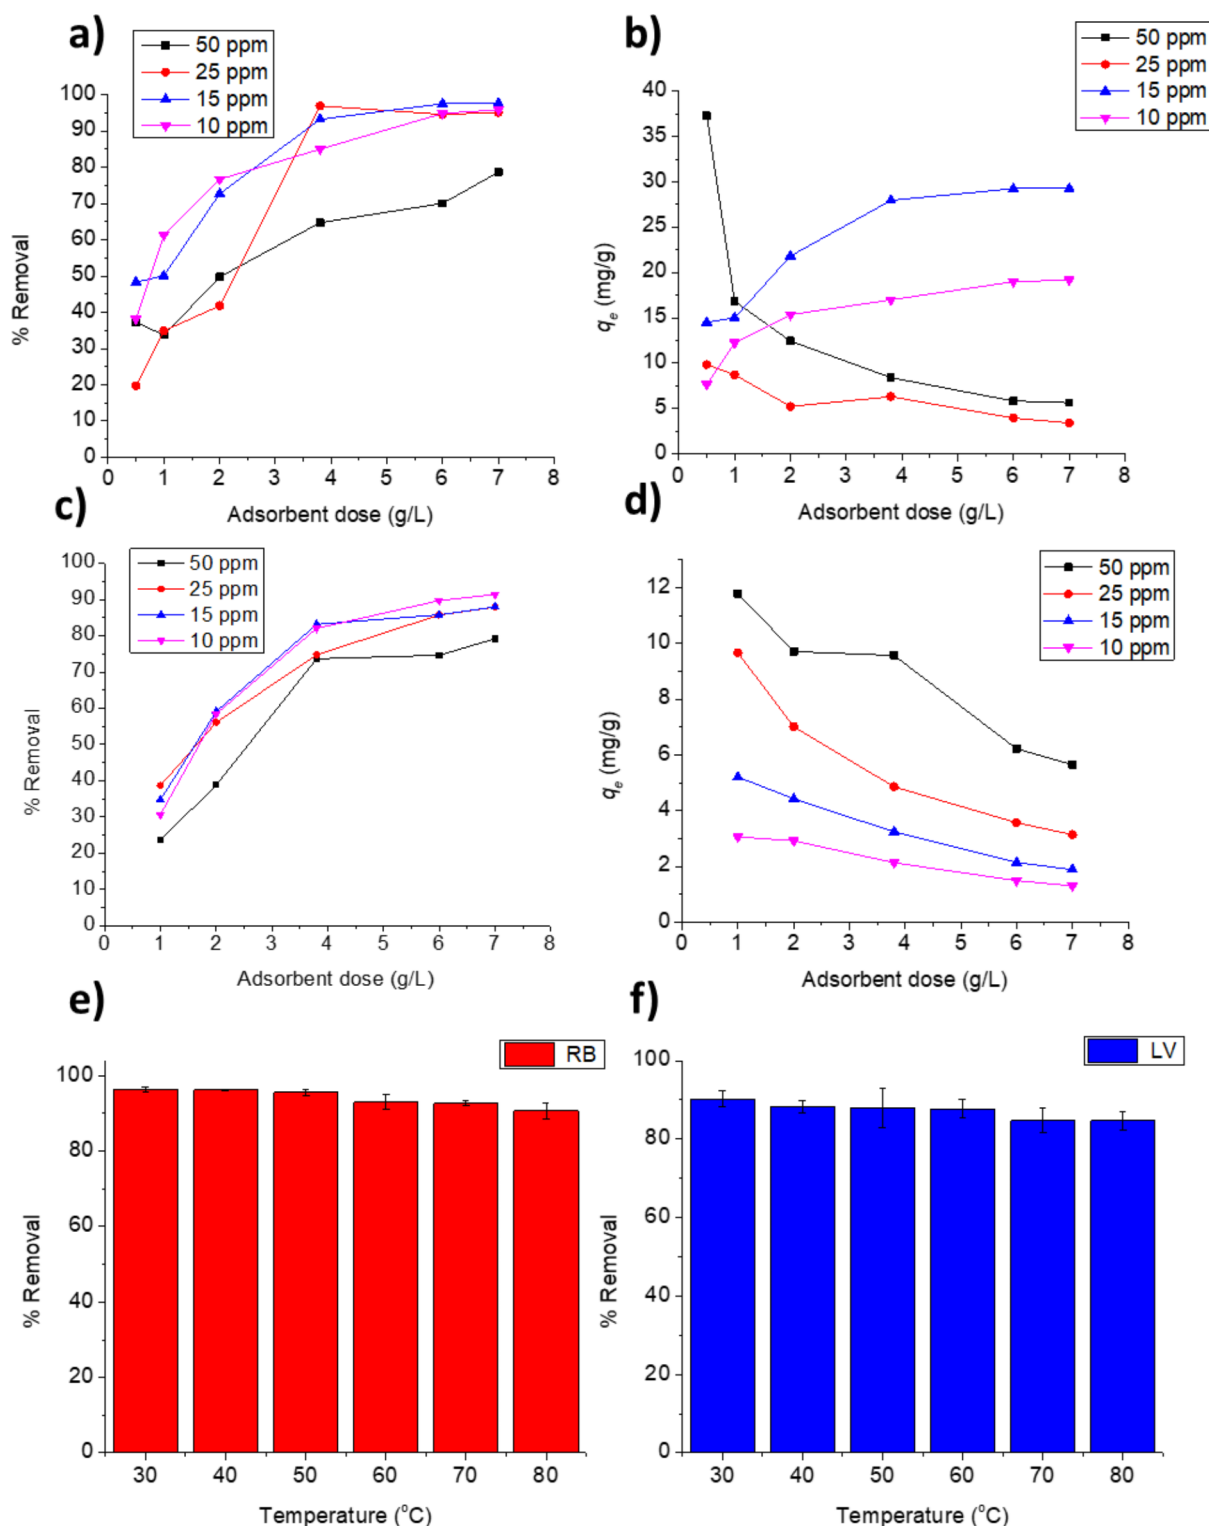 a)
50 ppm
25 ppm
15 ppm
10 ppm
100
90
80
70
60
50
40
30
20
10
0
% Removal
0 1 2 3 4 5 6 7 8
Adsorbent dose (g/L)
b)
50 ppm
25 ppm
15 ppm
10 ppm
40
35
30
25
20
15
10
5
0
qe (mg/g)
0 1 2 3 4 5 6 7 8
Adsorbent dose (g/L)
c)
50 ppm
25 ppm
15 ppm
10 ppm
100
90
80
70
60
50
40
30
20
10
0
% Removal
0 1 2 3 4 5 6 7 8
Adsorbent dose (g/L)
d)
50 ppm
25 ppm
15 ppm
10 ppm
12
10
8
6
4
2
0
qe (mg/g)
0 1 2 3 4 5 6 7 8
Adsorbent dose (g/L)
e)
RB
100
80
60
40
20
0
% Removal
30 40 50 60 70 80
Temperature (°C)
f)
LV
100
80
60
40
20
0
% Removal
30 40 50 60 70 80
Temperature (°C)